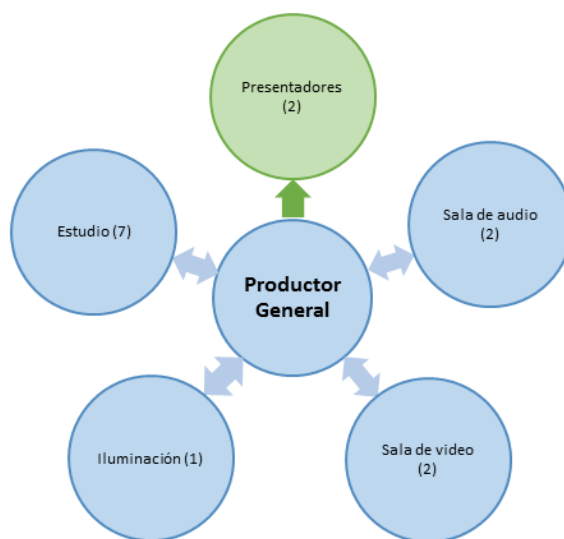 Presentadores
(2)
Estudio (7)
Sala de audio
(2)
Productor
General
Iluminación (1)
Sala de video
(2)